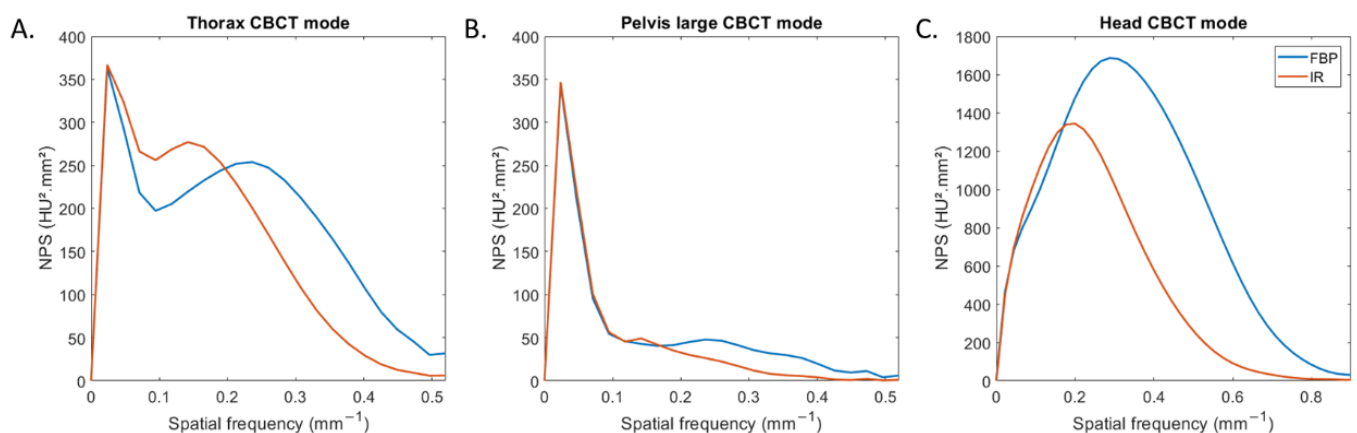 A.
Thorax CBCT mode
400
350
300
250
200
150
100
50
0
NPS (HU².mm²)
0 0.1 0.2 0.3 0.4 0.5
Spatial frequency (mm⁻¹)
B.
Pelvis large CBCT mode
400
350
300
250
200
150
100
50
0
NPS (HU².mm²)
0 0.1 0.2 0.3 0.4 0.5
Spatial frequency (mm⁻¹)
C.
Head CBCT mode
1800
1600
1400
1200
1000
800
600
400
200
0
NPS (HU².mm²)
0 0.2 0.4 0.6 0.8
Spatial frequency (mm⁻¹)
FBP
IR